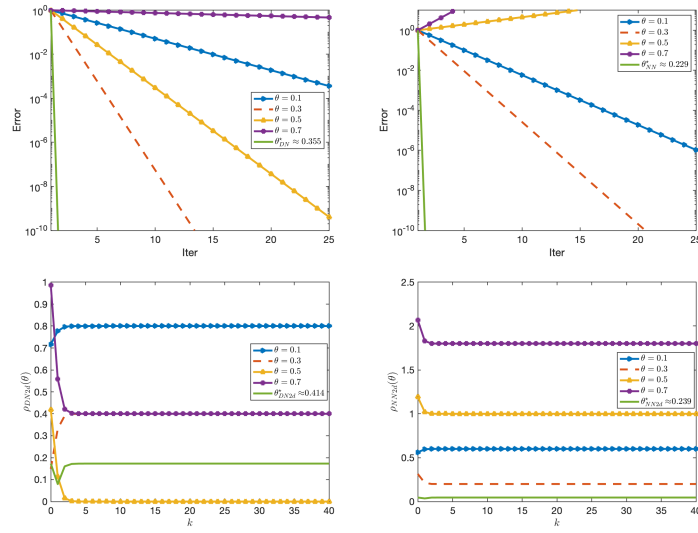 10^0
10^-2
10^-4
10^-6
10^-8
10^-10
Error
5
10
15
20
25
Iter
θ = 0.1
θ = 0.3
θ = 0.5
θ = 0.7
θ*_DN ≈ 0.355
10^0
10^-2
10^-4
10^-6
10^-8
10^-10
Error
5
10
15
20
25
Iter
θ = 0.1
θ = 0.3
θ = 0.5
θ = 0.7
θ*_NN ≈ 0.229
1
0.9
0.8
0.7
0.6
0.5
0.4
0.3
0.2
0.1
0
ρ_DN2d(θ)
0
5
10
15
20
25
30
35
40
k
θ = 0.1
θ = 0.3
θ = 0.5
θ = 0.7
θ*_DN2d ≈0.414
2.5
2
1.5
1
0.5
0
ρ_NN2d(θ)
0
5
10
15
20
25
30
35
40
k
θ = 0.1
θ = 0.3
θ = 0.5
θ = 0.7
θ*_NN2d ≈0.239